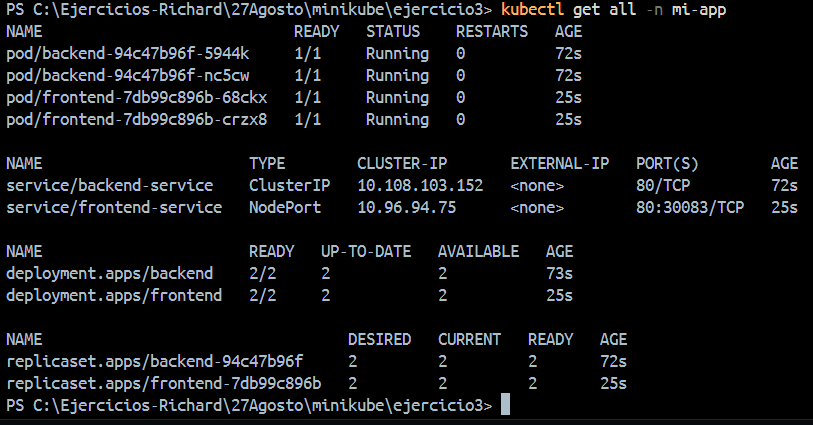 PS C:\Ejercicios-Richard\27Agosto\minikube\ejercicio3> kubectl get all -n mi-app
NAME READY STATUS RESTARTS AGE
pod/backend-94c47b96f-5944k 1/1 Running 0 72s
pod/backend-94c47b96f-nc5cw 1/1 Running 0 72s
pod/frontend-7db99c896b-68ckx 1/1 Running 0 25s
pod/frontend-7db99c896b-crzx8 1/1 Running 0 25s
NAME TYPE CLUSTER-IP EXTERNAL-IP PORT(S) AGE
service/backend-service ClusterIP 10.108.103.152 <none> 80/TCP 72s
service/frontend-service NodePort 10.96.94.75 <none> 80:30083/TCP 25s
NAME READY UP-TO-DATE AVAILABLE AGE
deployment.apps/backend 2/2 2 2 73s
deployment.apps/frontend 2/2 2 2 25s
NAME DESIRED CURRENT READY AGE
replicaset.apps/backend-94c47b96f 2 2 2 72s
replicaset.apps/frontend-7db99c896b 2 2 2 25s
PS C:\Ejercicios-Richard\27Agosto\minikube\ejercicio3>